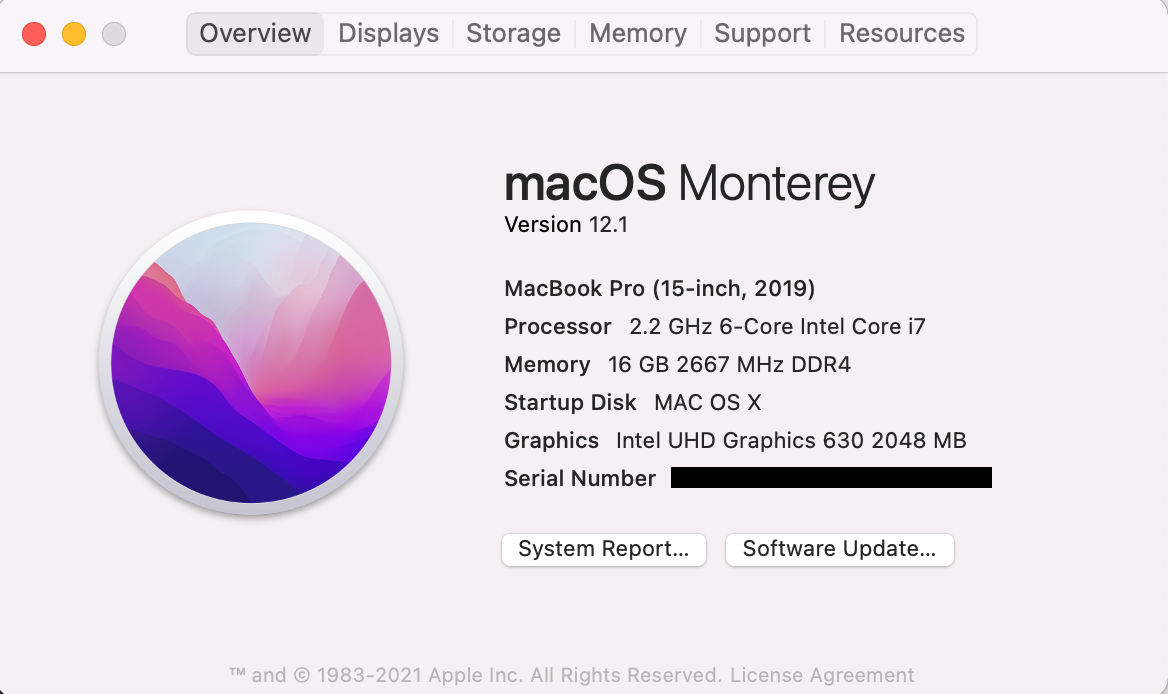 Overview Displays Storage Memory Support Resources
macOS Monterey
Version 12.1
MacBook Pro (15-inch, 2019)
Processor 2.2 GHz 6-Core Intel Core i7
Memory 16 GB 2667 MHz DDR4
Startup Disk MAC OS X
Graphics Intel UHD Graphics 630 2048 MB
Serial Number
System Report... Software Update...
™ and © 1983-2021 Apple Inc. All Rights Reserved. License Agreement